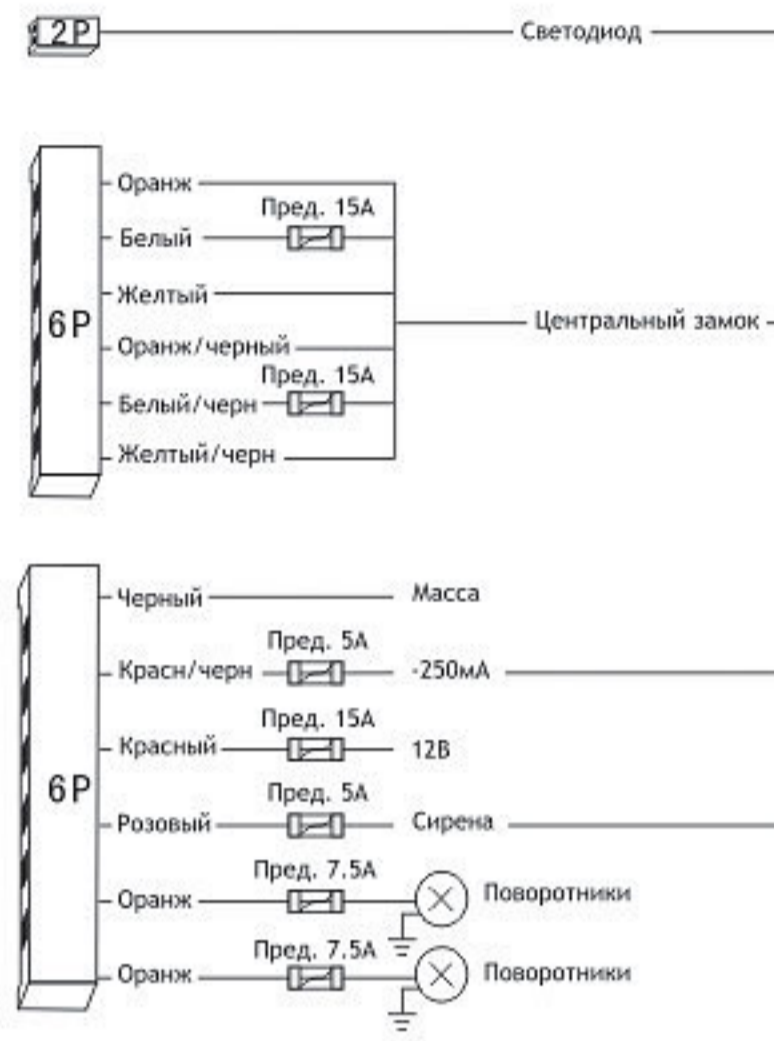 2P
Светодиод
Оранж
Пред. 15А
Белый
Желтый
6P
Центральный замок
Оранж/черный
Пред. 15А
Белый/черн
Желтый/черн
Черный
Масса
Пред. 5А
Красн/черн
-250мА
Пред. 15А
Красный
12В
6P
Пред. 5А
Розовый
Сирена
Пред. 7.5А
Оранж
Поворотники
Пред. 7.5А
Оранж
Поворотники